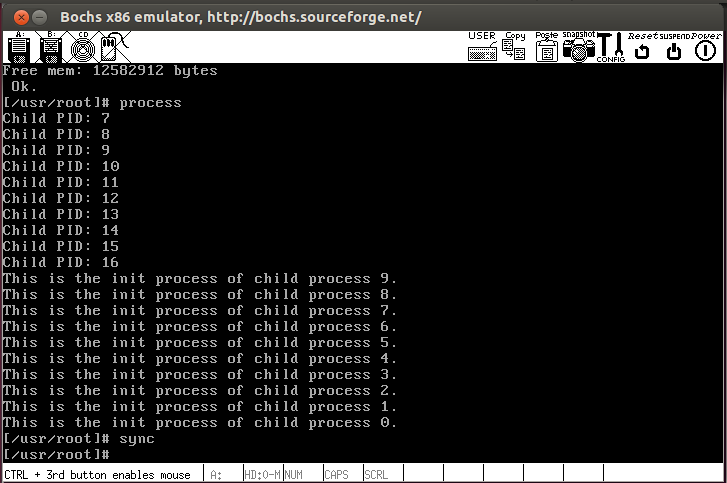 Bochs x86 emulator, http://bochs.sourceforge.net/
A: B: CD USER Copy Paste snapshot CONFIG Reset SUSPEND Power
Free mem: 12582912 bytes
Ok.
[/usr/root]# process
Child PID: 7
Child PID: 8
Child PID: 9
Child PID: 10
Child PID: 11
Child PID: 12
Child PID: 13
Child PID: 14
Child PID: 15
Child PID: 16
This is the init process of child process 9.
This is the init process of child process 8.
This is the init process of child process 7.
This is the init process of child process 6.
This is the init process of child process 5.
This is the init process of child process 4.
This is the init process of child process 3.
This is the init process of child process 2.
This is the init process of child process 1.
This is the init process of child process 0.
[/usr/root]# sync
[/usr/root]#
CTRL + 3rd button enables mouse A: HD:0-M NUM CAPS SCRL